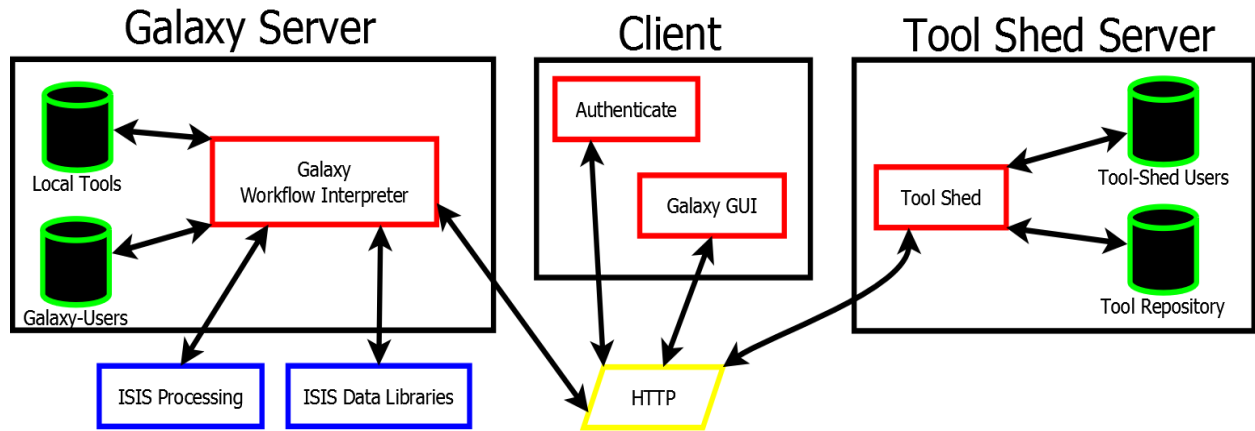 Galaxy Server
Client
Tool Shed Server
Local Tools
Galaxy
Workflow Interpreter
Galaxy-Users
Authenticate
Galaxy GUI
Tool Shed
Tool-Shed Users
Tool Repository
ISIS Processing
ISIS Data Libraries
HTTP